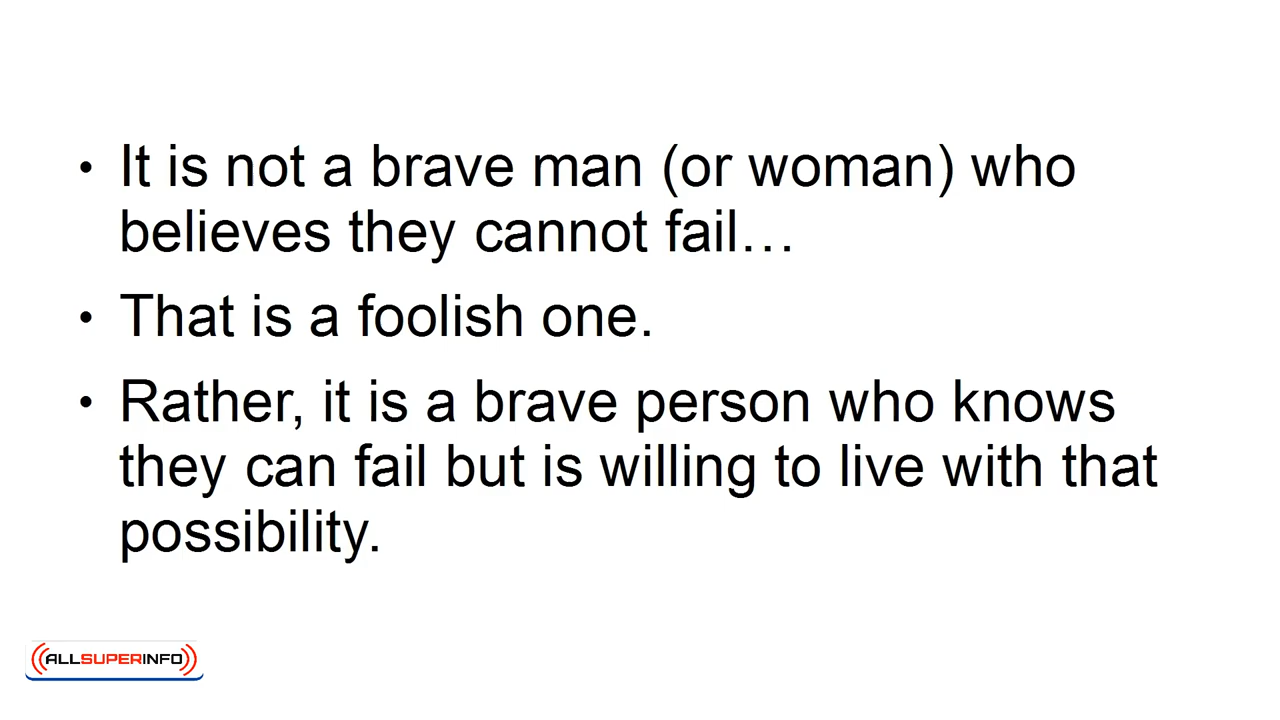 • It is not a brave man (or woman) who
believes they cannot fail…
• That is a foolish one.
• Rather, it is a brave person who knows
they can fail but is willing to live with that
possibility.
ALLSUPERINFO